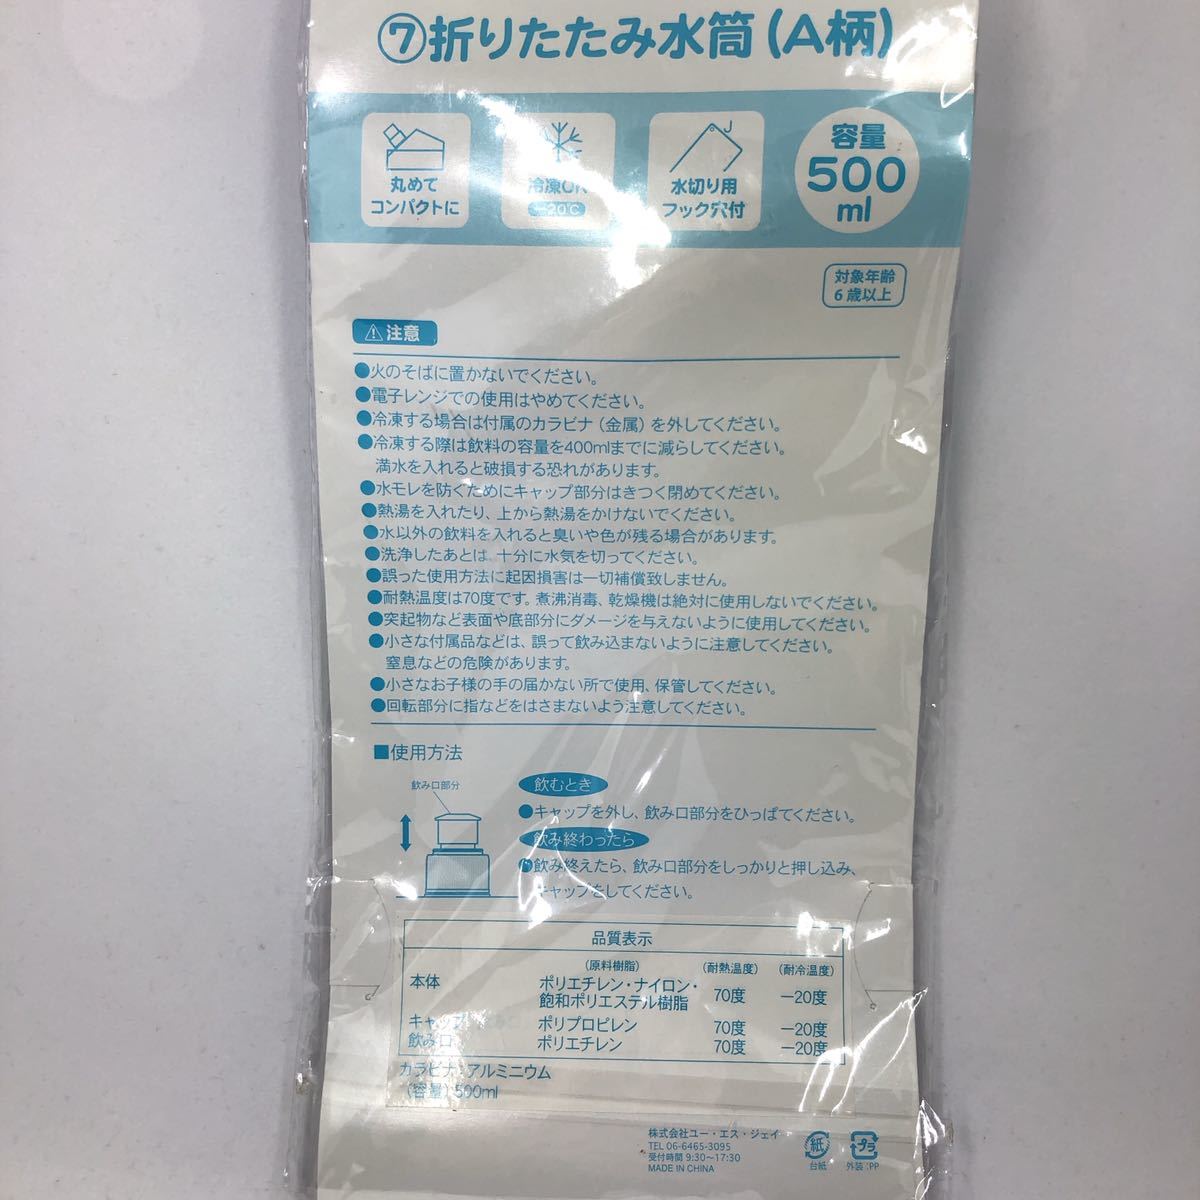 ⑦折りたたみ水筒(A柄)
丸めて
コンパクトに
冷凍OK
−20℃
水切り用
フック穴付
容量
500
ml
対象年齢
6歳以上
⚠注意
●火のそばに置かないでください。
●電子レンジでの使用はやめてください。
●冷凍する場合は付属のカラビナ(金属)を外してください。
●冷凍する際は飲料の容量を400mlまでに減らしてください。
満水を入れると破損する恐れがあります。
●水モレを防ぐためにキャップ部分はきつく閉めてください。
●熱湯を入れたり、上から熱湯をかけないでください。
●水以外の飲料を入れると臭いや色が残る場合があります。
●洗浄したあとは、十分に水気を切ってください。
●誤った使用方法に起因損害は一切補償致しません。
●耐熱温度は70度です。煮沸消毒、乾燥機は絶対に使用しないでください。
●突起物など表面や底部分にダメージを与えないように使用してください。
●小さな付属品などは、誤って飲み込まないように注意してください。
窒息などの危険があります。
●小さなお子様の手の届かない所で使用、保管してください。
●回転部分に指などをはさまないよう注意してください。
■使用方法
飲み口部分
飲むとき
●キャップを外し、飲み口部分をひっぱてください。
飲み終わったら
●飲み終えたら、飲み口部分をしっかりと押し込み、
キャップをしてください。
品質表示
(原料樹脂) (耐熱温度) (耐冷温度)
本体 ポリエチレン・ナイロン・
飽和ポリエステル樹脂 70度 −20度
キャップ ポリプロピレン 70度 −20度
飲み口 ポリエチレン 70度 −20度
カラビナ:アルミニウム
(容量)500ml
株式会社ユー・エス・ジェイ
TEL 06-6465-3095
受付時間 9:30〜17:30
MADE IN CHINA
紙
台紙
プラ
外装:PP